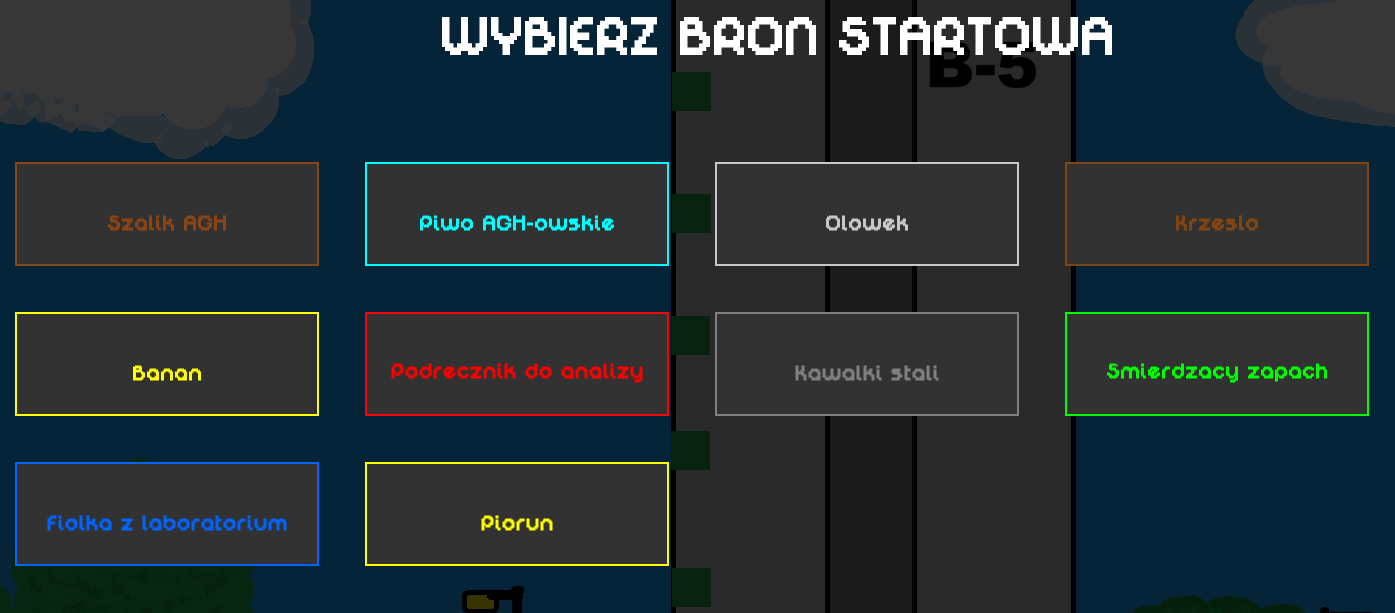 WYBIERZ BRON STARTOWA
B-5
Szalik AGH
Piwo AGH-owskie
Olowek
Krzeslo
Banan
Podrecznik do analizy
Kawalki stali
Smierdzacy zapach
Fiolka z laboratorium
Piorun